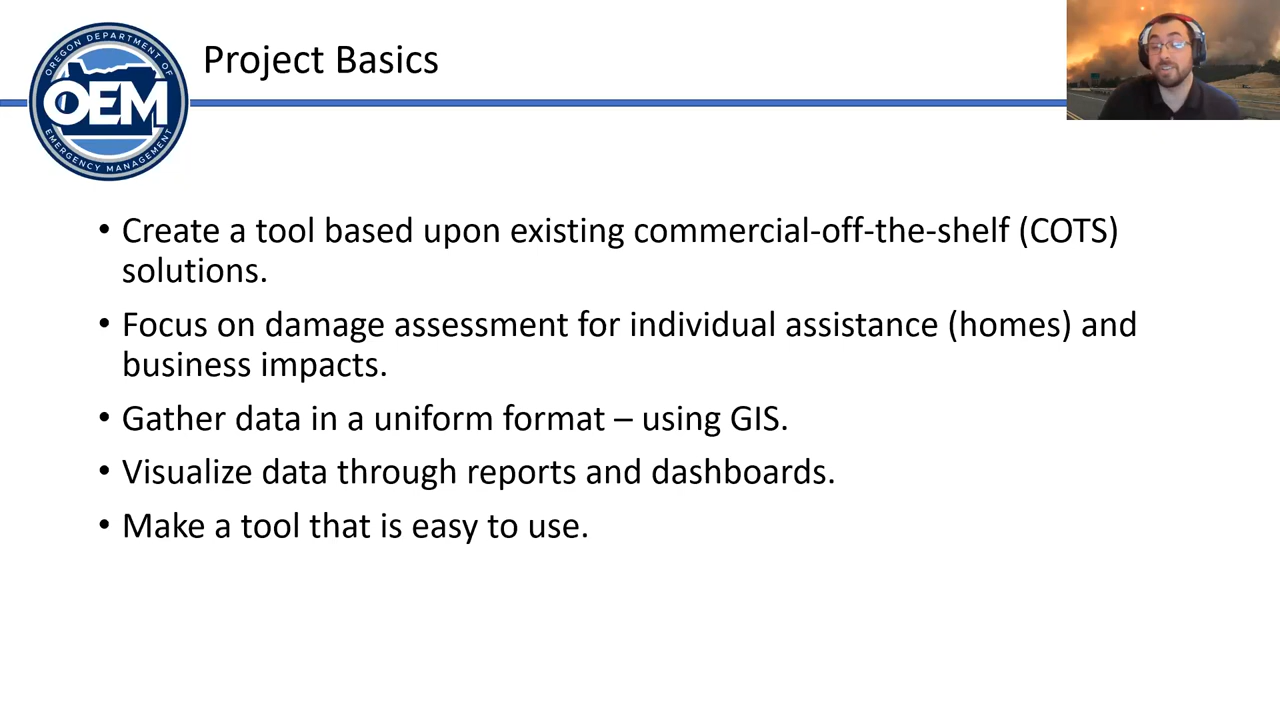 OREGON DEPARTMENT OF
OEM
EMERGENCY MANAGEMENT
Project Basics
• Create a tool based upon existing commercial-off-the-shelf (COTS)
solutions.
• Focus on damage assessment for individual assistance (homes) and
business impacts.
• Gather data in a uniform format – using GIS.
• Visualize data through reports and dashboards.
• Make a tool that is easy to use.